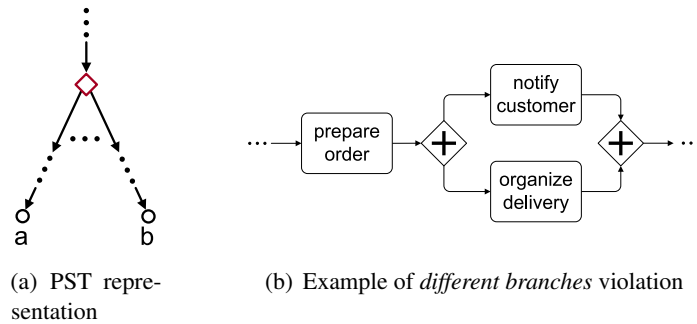 a
b
prepare
order
notify
customer
organize
delivery
(a) PST repre-
sentation
(b) Example of different branches violation